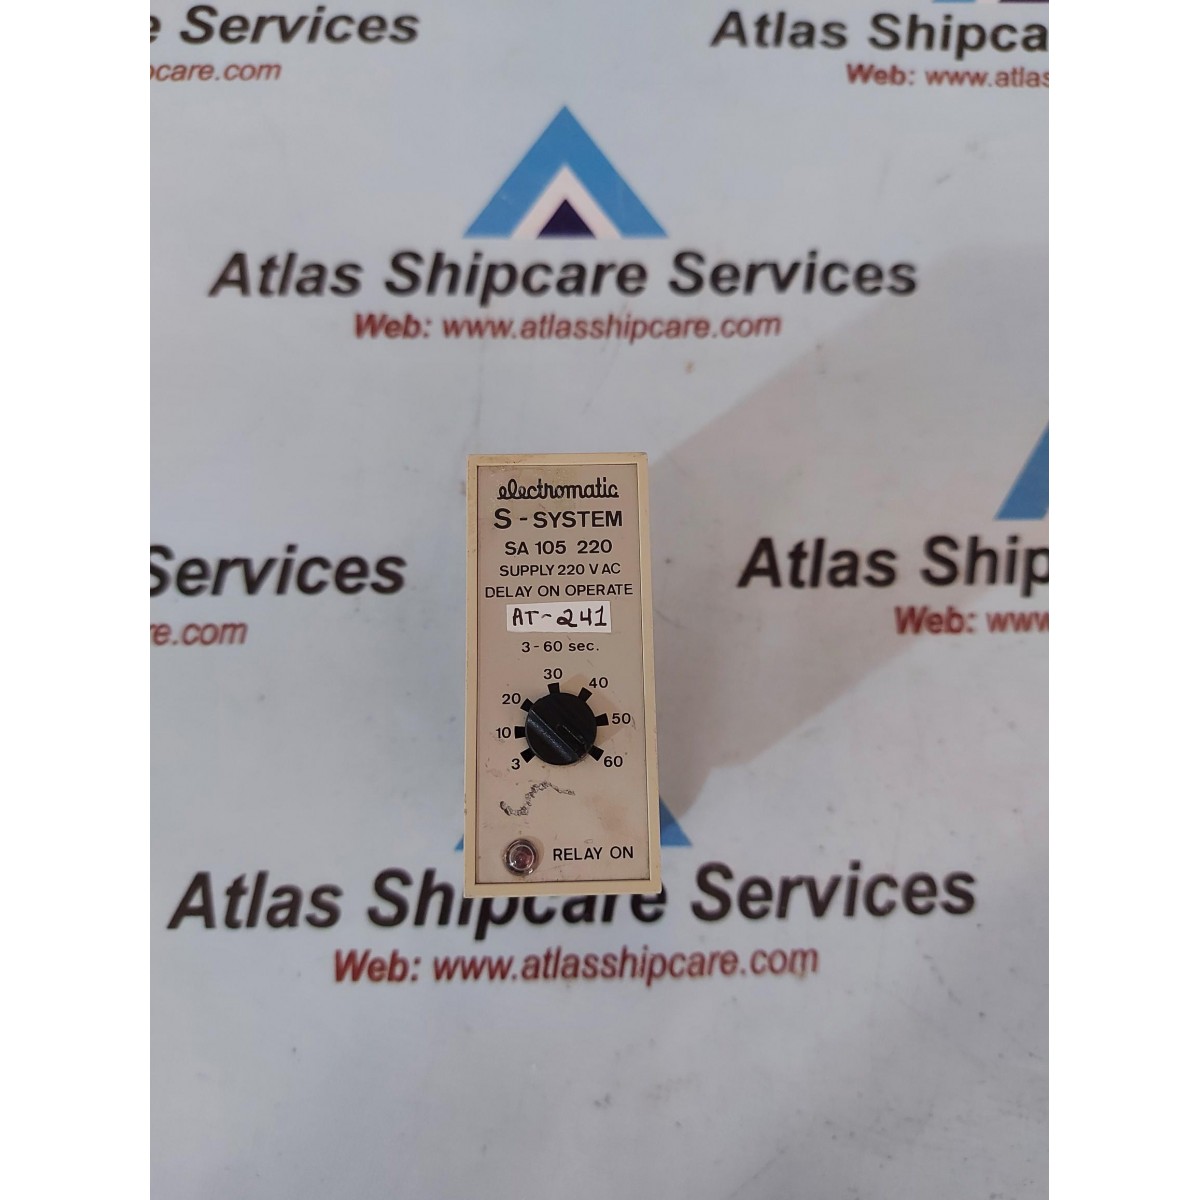 e Services
Atlas Shipca
care.com
Web: www.atlas
Atlas Shipcare Services
Web: www.atlasshipcare.com
electromatic
S - SYSTEM
SA 105 220
SUPPLY 220 V AC
DELAY ON OPERATE
AT-241
3 - 60 sec.
30
40
20
50
10
3
60
RELAY ON
Services
e.com
Atlas Ship
Web: www
Atlas Shipcare Services
Web: www.atlasshipcare.com